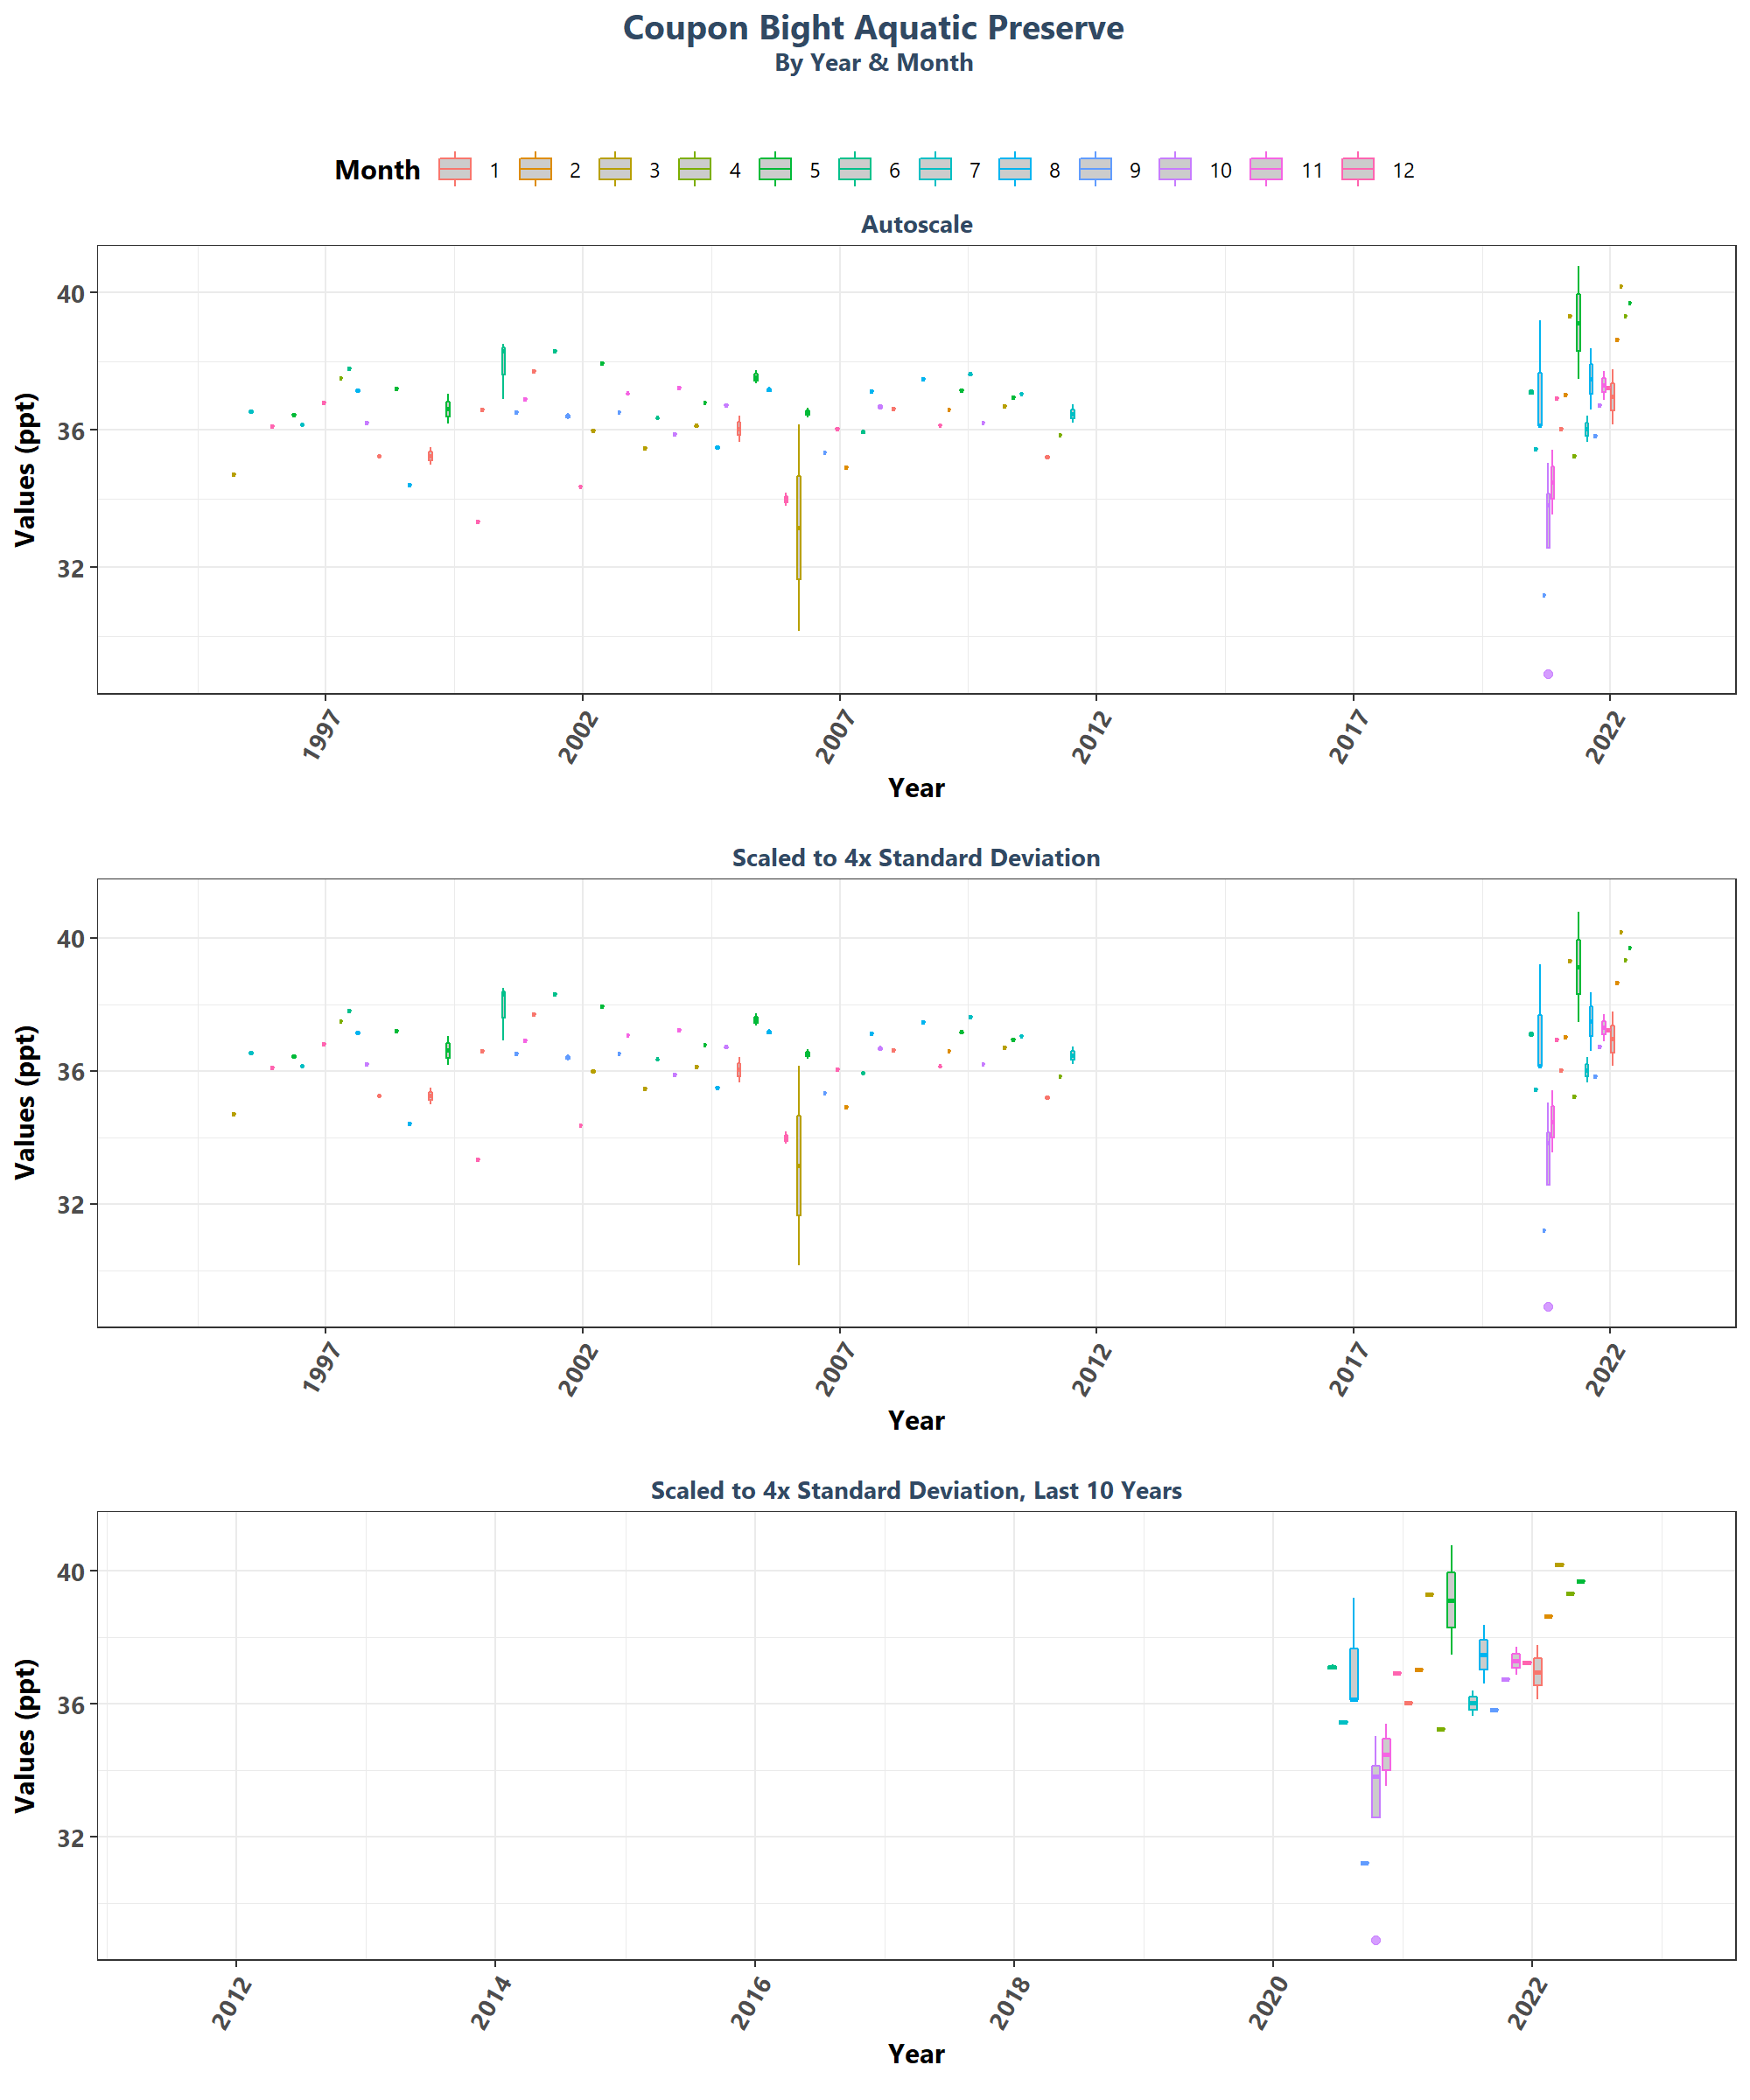 Coupon Bight Aquatic Preserve
By Year & Month
Month 1 2 3 4 5 6 7 8 9 10 11 12
Autoscale
Values (ppt)
40
36
32
1997 2002 2007 2012 2017 2022
Year
Scaled to 4x Standard Deviation
Values (ppt)
40
36
32
1997 2002 2007 2012 2017 2022
Year
Scaled to 4x Standard Deviation, Last 10 Years
Values (ppt)
40
36
32
2012 2014 2016 2018 2020 2022
Year